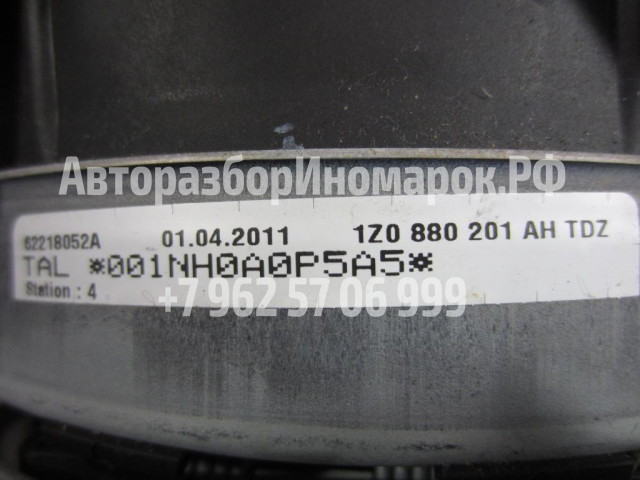 АвторазборИномарок.РФ
62218052A 01.04.2011 1Z0 880 201 AH TDZ
TAL *001NH0A0P5A5*
Station : 4
+7 962 57 06 999